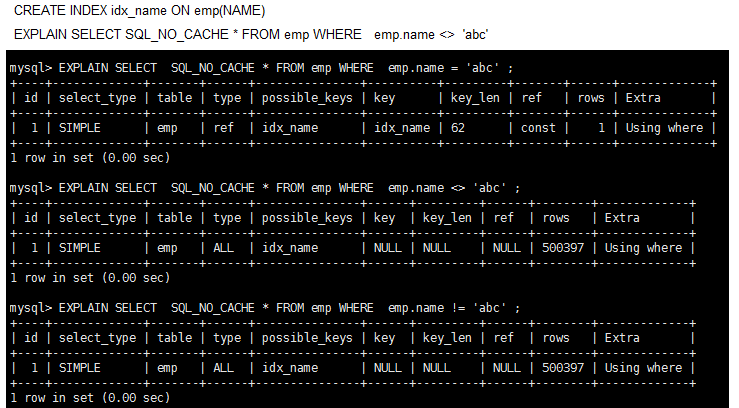 CREATE INDEX idx_name ON emp(NAME)
EXPLAIN SELECT SQL_NO_CACHE * FROM emp WHERE   emp.name <>  'abc'
mysql> EXPLAIN SELECT  SQL_NO_CACHE * FROM emp WHERE  emp.name = 'abc' ;
+----+-------------+-------+------+---------------+----------+---------+-------+------+-------------+
| id | select_type | table | type | possible_keys | key      | key_len | ref   | rows | Extra       |
+----+-------------+-------+------+---------------+----------+---------+-------+------+-------------+
|  1 | SIMPLE      | emp   | ref  | idx_name      | idx_name | 62      | const |    1 | Using where |
+----+-------------+-------+------+---------------+----------+---------+-------+------+-------------+
1 row in set (0.00 sec)
mysql> EXPLAIN SELECT  SQL_NO_CACHE * FROM emp WHERE  emp.name <> 'abc' ;
+----+-------------+-------+------+---------------+------+---------+------+--------+-------------+
| id | select_type | table | type | possible_keys | key  | key_len | ref  | rows   | Extra       |
+----+-------------+-------+------+---------------+------+---------+------+--------+-------------+
|  1 | SIMPLE      | emp   | ALL  | idx_name      | NULL | NULL    | NULL | 500397 | Using where |
+----+-------------+-------+------+---------------+------+---------+------+--------+-------------+
1 row in set (0.00 sec)
mysql> EXPLAIN SELECT  SQL_NO_CACHE * FROM emp WHERE  emp.name != 'abc' ;
+----+-------------+-------+------+---------------+------+---------+------+--------+-------------+
| id | select_type | table | type | possible_keys | key  | key_len | ref  | rows   | Extra       |
+----+-------------+-------+------+---------------+------+---------+------+--------+-------------+
|  1 | SIMPLE      | emp   | ALL  | idx_name      | NULL | NULL    | NULL | 500397 | Using where |
+----+-------------+-------+------+---------------+------+---------+------+--------+-------------+
1 row in set (0.00 sec)